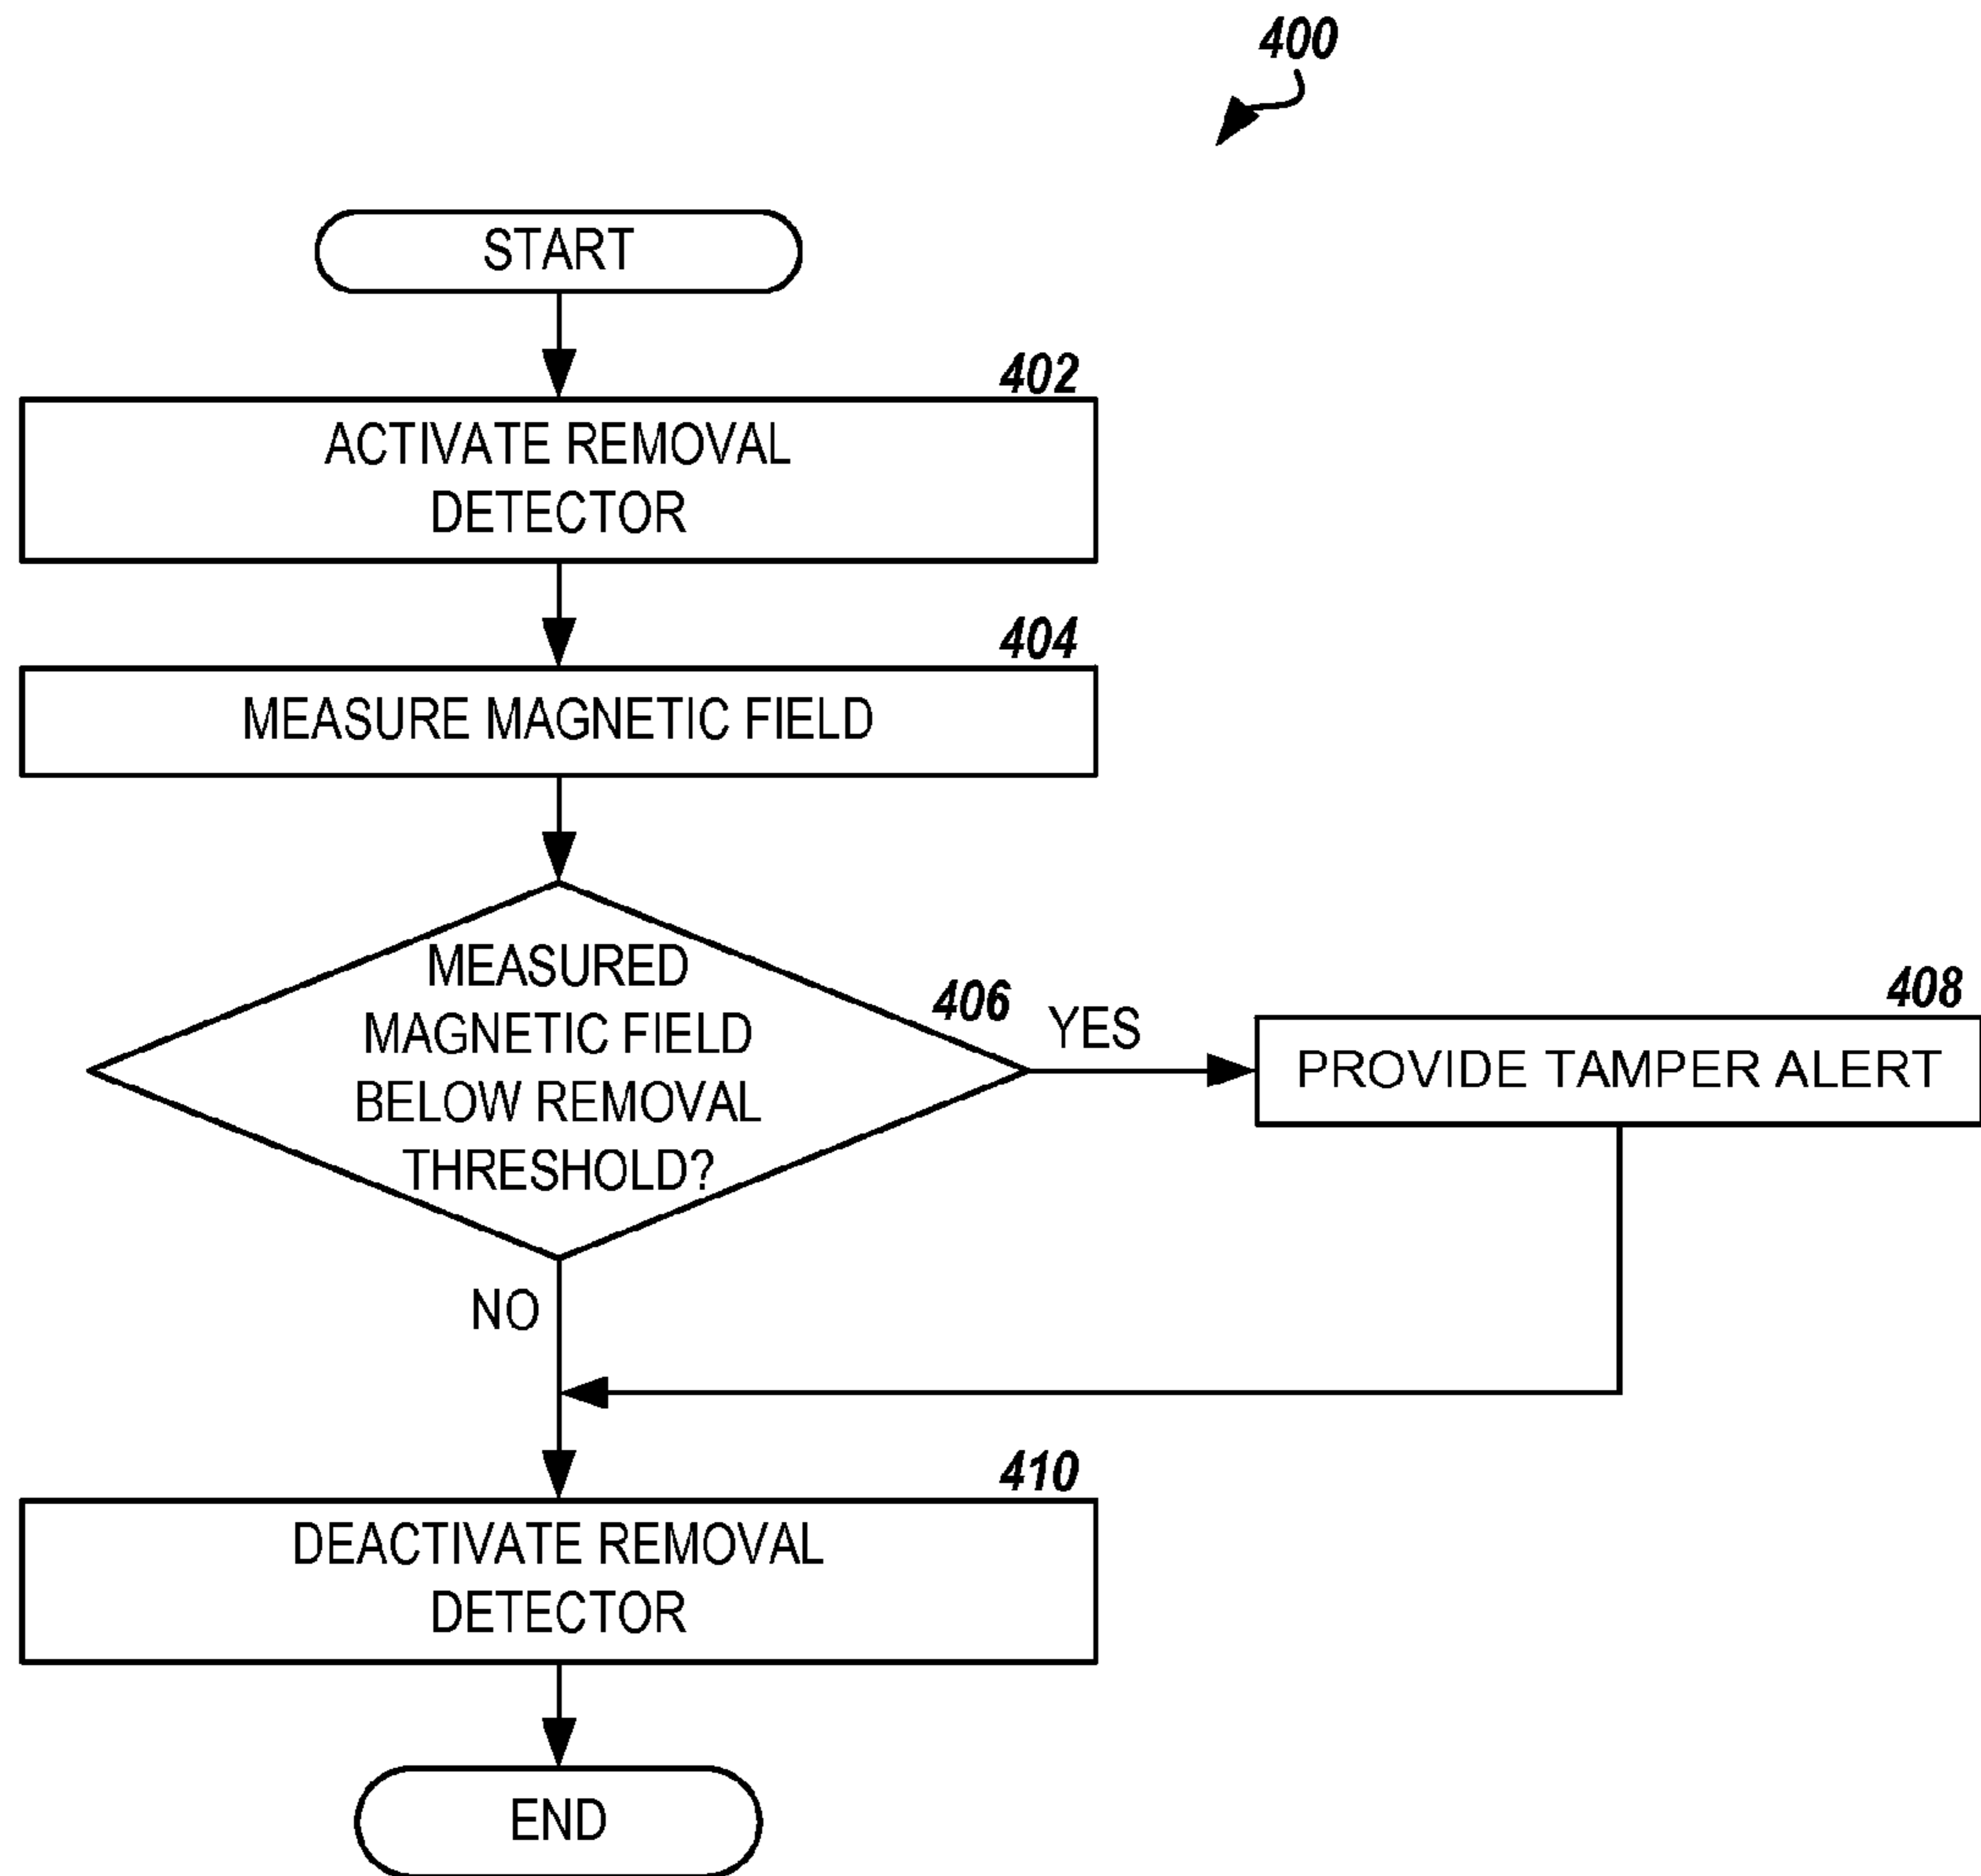 400
START
402
ACTIVATE REMOVAL
DETECTOR
404
MEASURE MAGNETIC FIELD
MEASURED
MAGNETIC FIELD
BELOW REMOVAL
THRESHOLD?
406
YES
408
PROVIDE TAMPER ALERT
NO
410
DEACTIVATE REMOVAL
DETECTOR
END